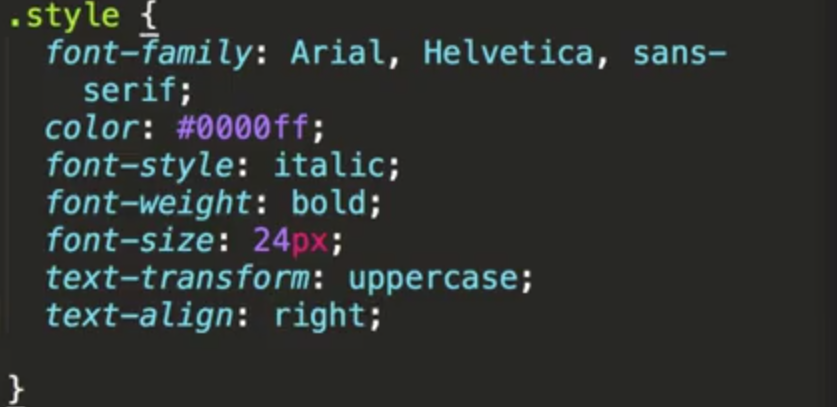 .style {
font-family: Arial, Helvetica, sans-
serif;
color: #0000ff;
font-style: italic;
font-weight: bold;
font-size: 24px;
text-transform: uppercase;
text-align: right;
}